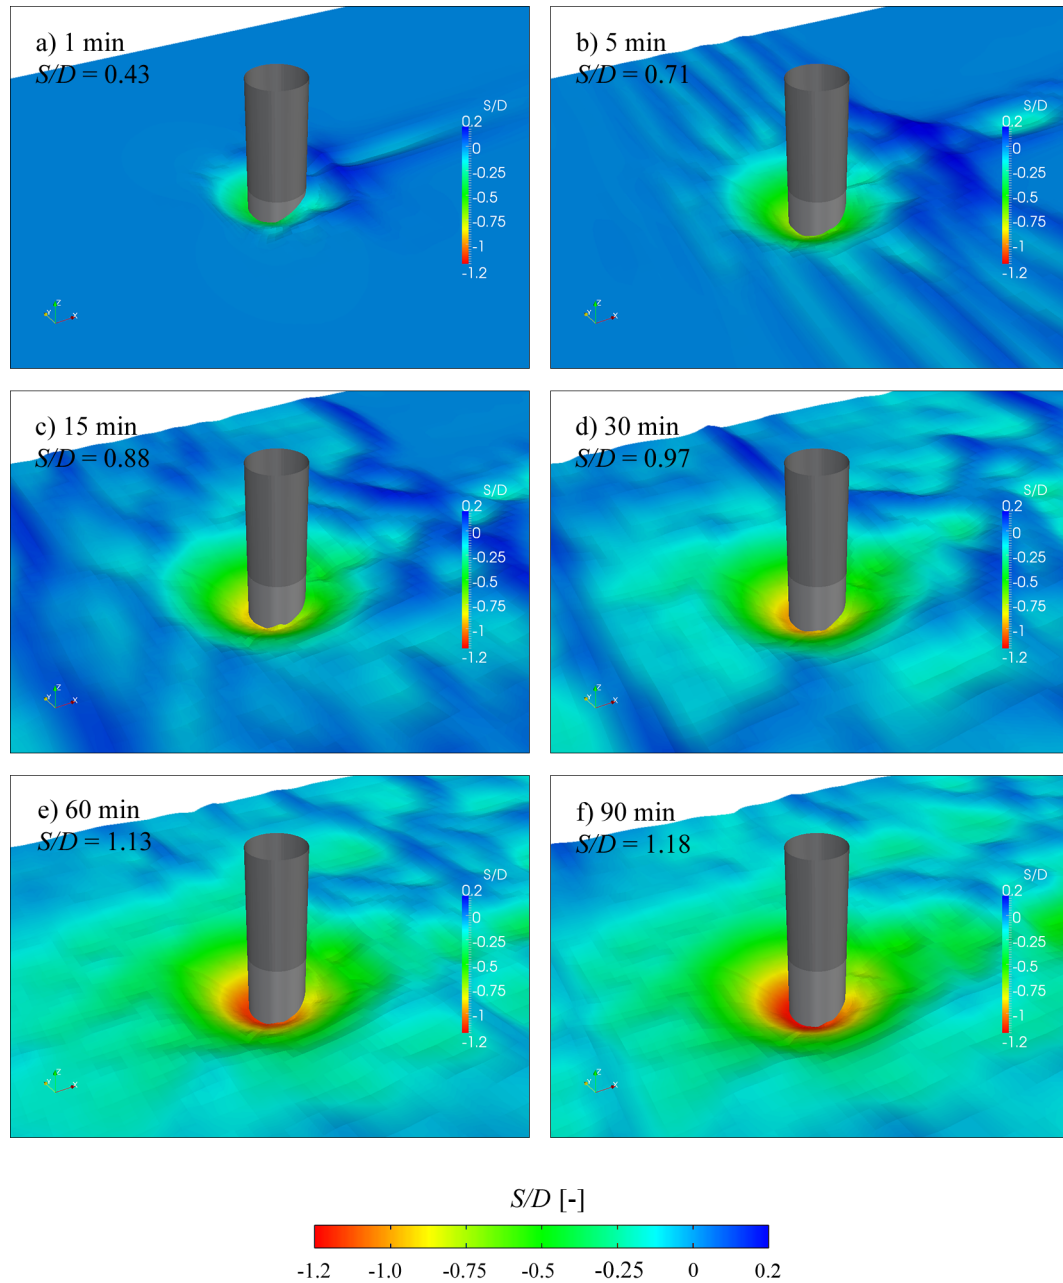 a) 1 min
S/D = 0.43
S/D
0.2
0
-0.25
-0.5
-0.75
-1
-1.2
Z
Y
X
b) 5 min
S/D = 0.71
S/D
0.2
0
-0.25
-0.5
-0.75
-1
-1.2
Z
Y
X
c) 15 min
S/D = 0.88
S/D
0.2
0
-0.25
-0.5
-0.75
-1
-1.2
Z
Y
X
d) 30 min
S/D = 0.97
S/D
0.2
0
-0.25
-0.5
-0.75
-1
-1.2
Z
Y
X
e) 60 min
S/D = 1.13
S/D
0.2
0
-0.25
-0.5
-0.75
-1
-1.2
Z
Y
X
f) 90 min
S/D = 1.18
S/D
0.2
0
-0.25
-0.5
-0.75
-1
-1.2
Z
Y
X
S/D [-]
-1.2 -1.0 -0.75 -0.5 -0.25 0 0.2